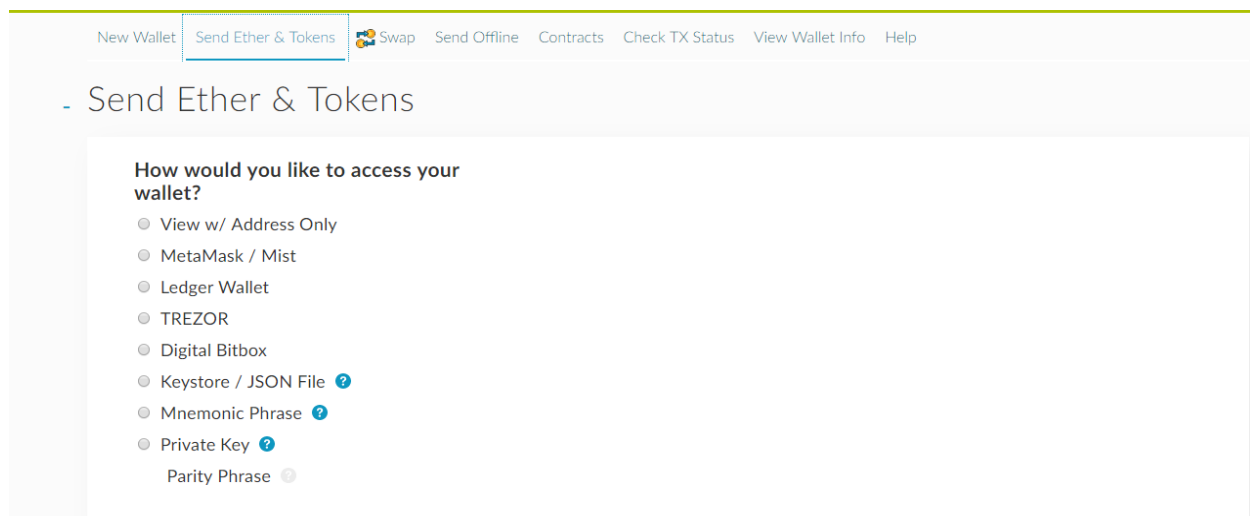 New Wallet Send Ether & Tokens Swap Send Offline Contracts Check TX Status View Wallet Info Help
- Send Ether & Tokens
How would you like to access your
wallet?
View w/ Address Only
MetaMask / Mist
Ledger Wallet
TREZOR
Digital Bitbox
Keystore / JSON File ?
Mnemonic Phrase ?
Private Key ?
Parity Phrase ?